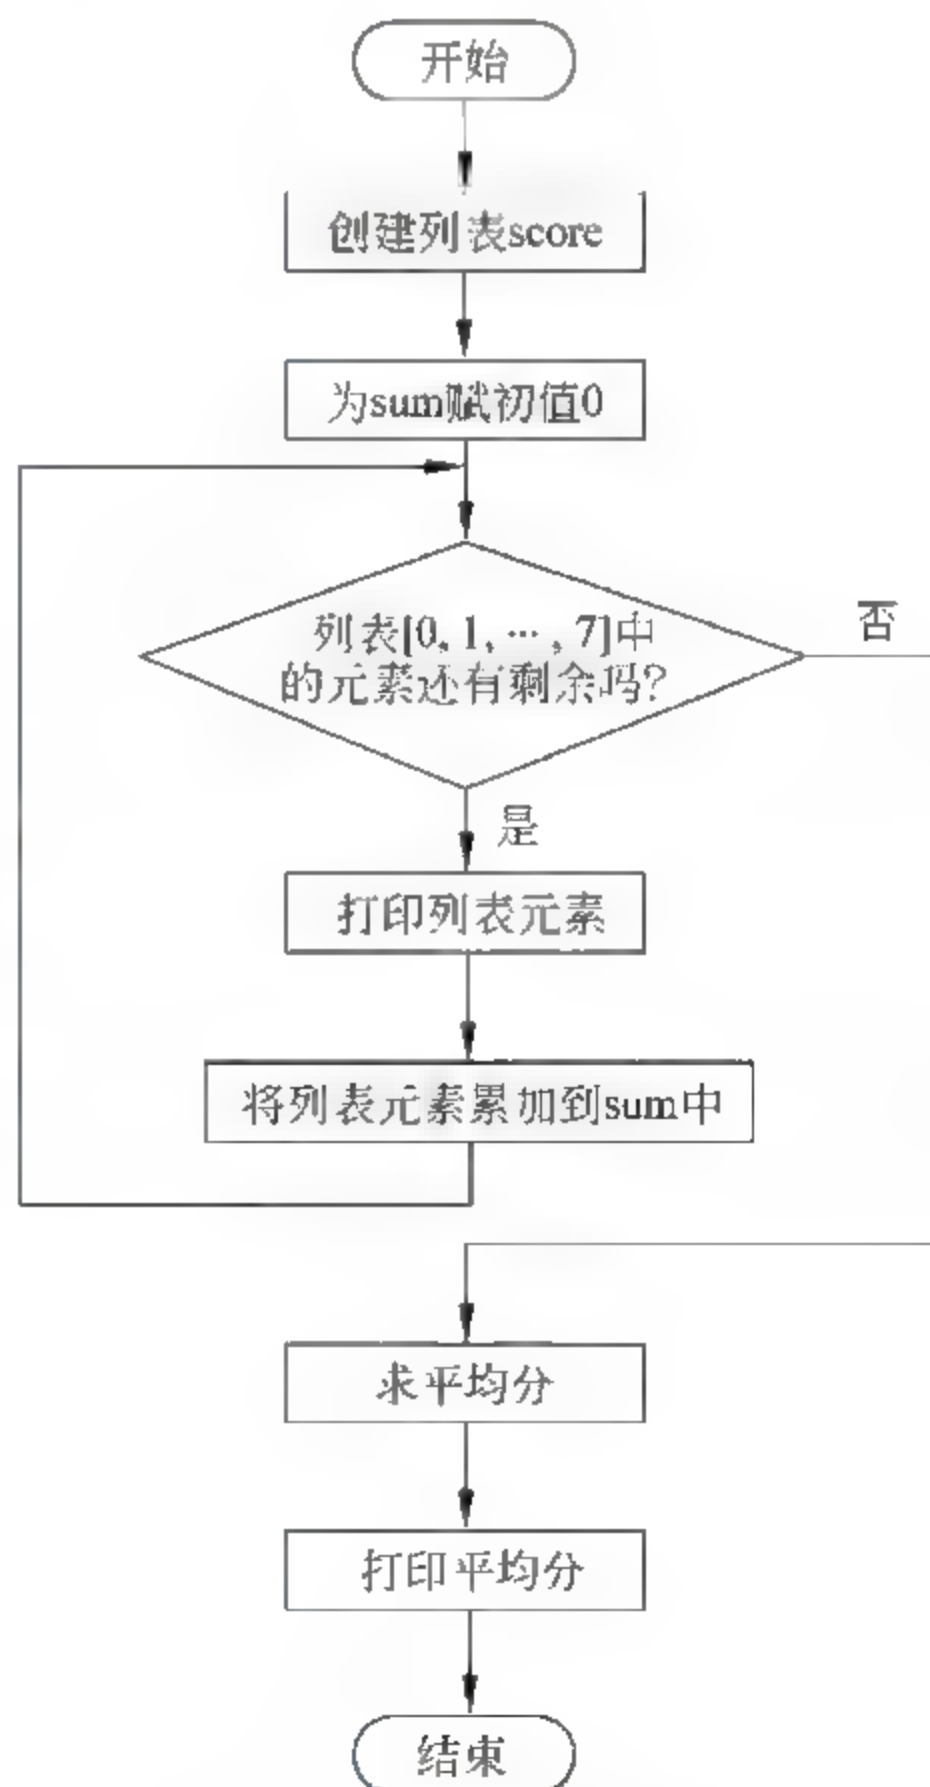 开始
创建列表score
为sum赋初值0
列表[0, 1, …, 7]中
的元素还有剩余吗?
否
是
打印列表元素
将列表元素累加到sum中
求平均分
打印平均分
结束